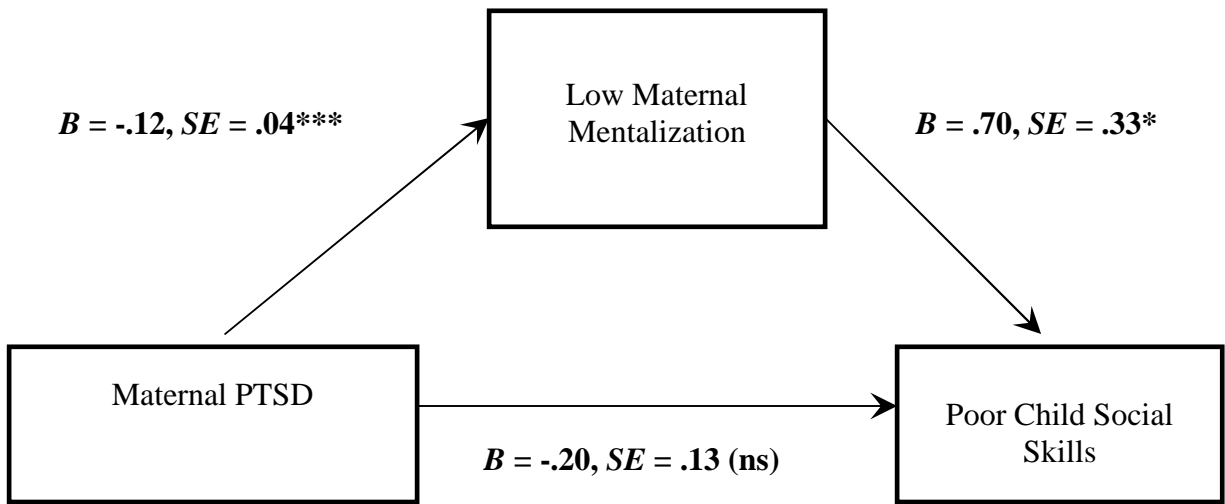 Low Maternal
Mentalization
B = -.12, SE = .04***
B = .70, SE = .33*
Maternal PTSD
Poor Child Social
Skills
B = -.20, SE = .13 (ns)